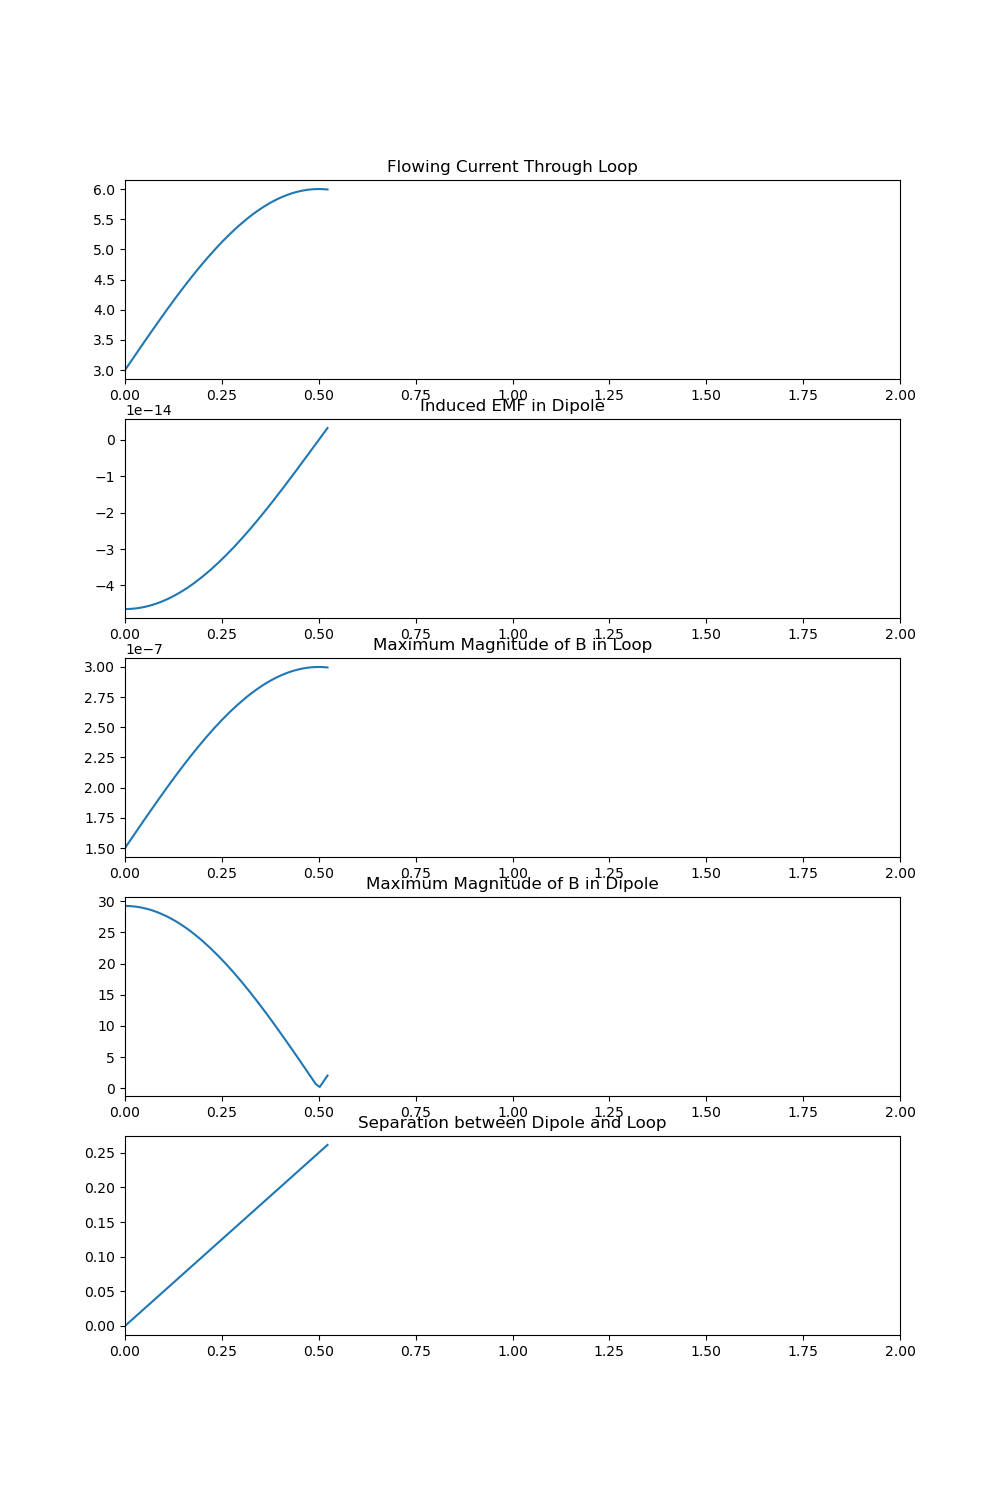 Flowing Current Through Loop
6.0
5.5
5.0
4.5
4.0
3.5
3.0
0.00 0.25 0.50 0.75 1.00 1.25 1.50 1.75 2.00
Induced EMF in Dipole
1e−14
0
−1
−2
−3
−4
0.00 0.25 0.50 0.75 1.00 1.25 1.50 1.75 2.00
Maximum Magnitude of B in Loop
1e−7
3.00
2.75
2.50
2.25
2.00
1.75
1.50
0.00 0.25 0.50 0.75 1.00 1.25 1.50 1.75 2.00
Maximum Magnitude of B in Dipole
30
25
20
15
10
5
0
0.00 0.25 0.50 0.75 1.00 1.25 1.50 1.75 2.00
Separation between Dipole and Loop
0.25
0.20
0.15
0.10
0.05
0.00
0.00 0.25 0.50 0.75 1.00 1.25 1.50 1.75 2.00